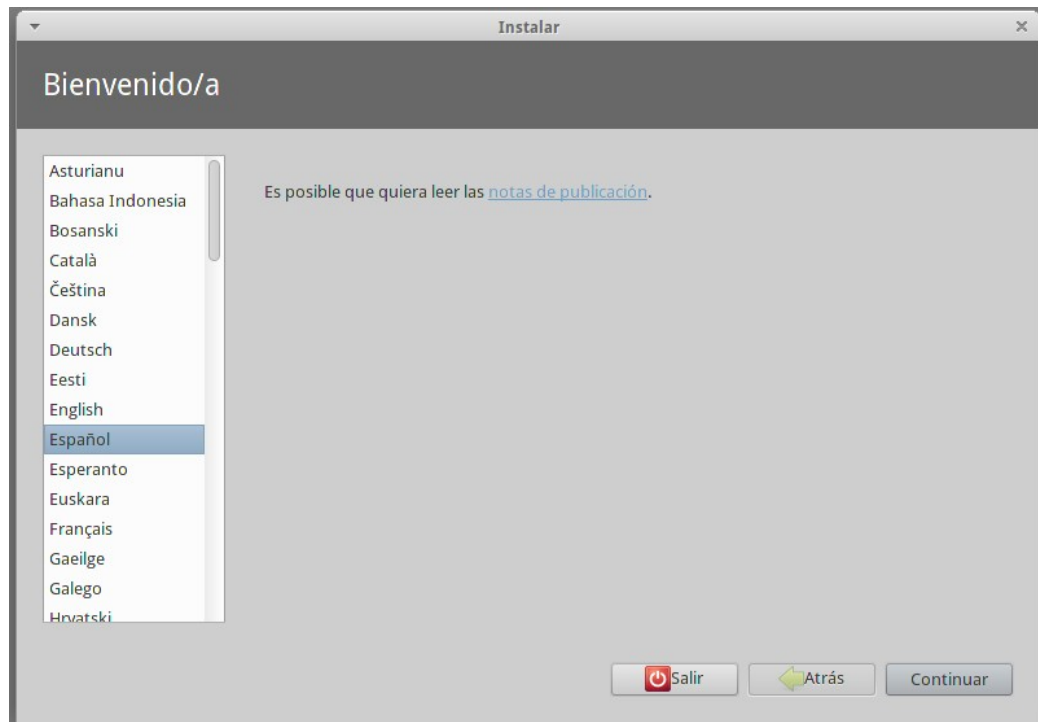 Instalar
Bienvenido/a
Asturianu
Bahasa Indonesia
Bosanski
Català
Čeština
Dansk
Deutsch
Eesti
English
Español
Esperanto
Euskara
Français
Gaeilge
Galego
Hrvatski
Es posible que quiera leer las notas de publicación.
Salir
Atrás
Continuar